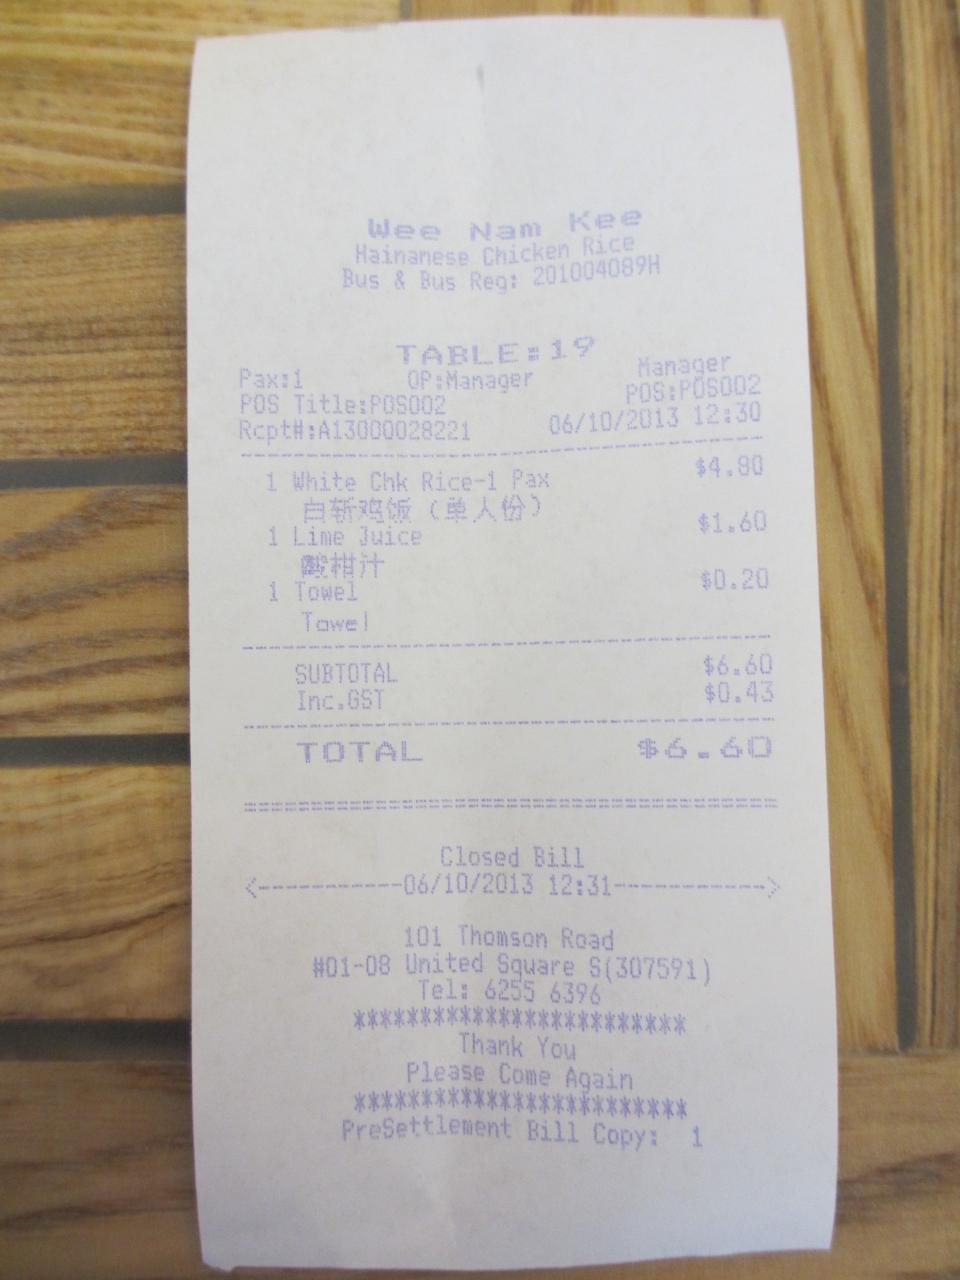 Wee Nam Kee
Hainanese Chicken Rice
Bus & Bus Reg: 201004089H
TABLE:19
Pax:1 OP:Manager Manager
POS Title:POS002 POS:POS002
Rcpt#:A13000028221 06/10/2013 12:30
1 White Chk Rice-1 Pax $4.80
白斩鸡饭（单人份）
1 Lime Juice $1.60
酸柑汁
1 Towel $0.20
Towel
SUBTOTAL $6.60
Inc.GST $0.43
TOTAL $6.60
Closed Bill
<-----------06/10/2013 12:31------------>
101 Thomson Road
#01-08 United Square S(307591)
Tel: 6255 6396
*************************
Thank You
Please Come Again
*************************
PreSettlement Bill Copy: 1